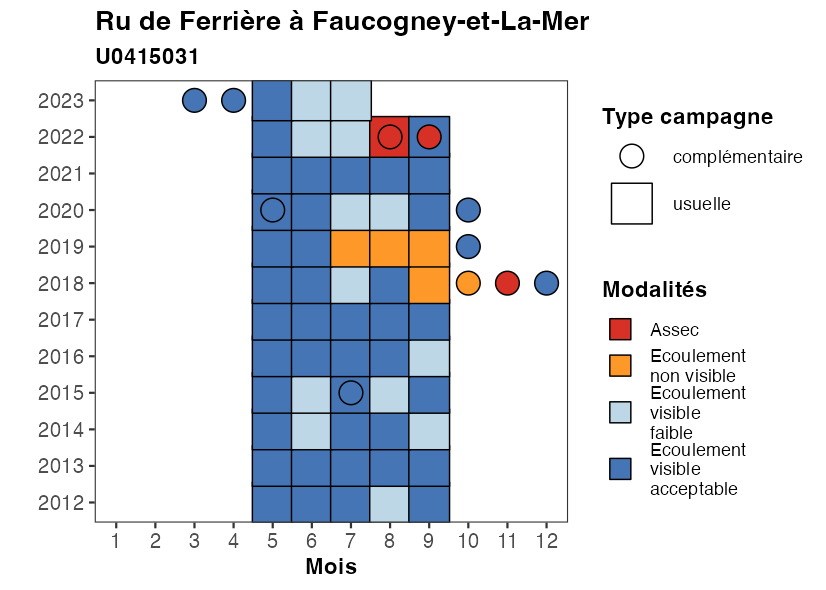 Ru de Ferrière à Faucogney-et-La-Mer
U0415031
2023
2022
2021
2020
2019
2018
2017
2016
2015
2014
2013
2012
1 2 3 4 5 6 7 8 9 10 11 12
Mois
Type campagne
complémentaire
usuelle
Modalités
Assec
Ecoulement
non visible
Ecoulement
visible
faible
Ecoulement
visible
acceptable